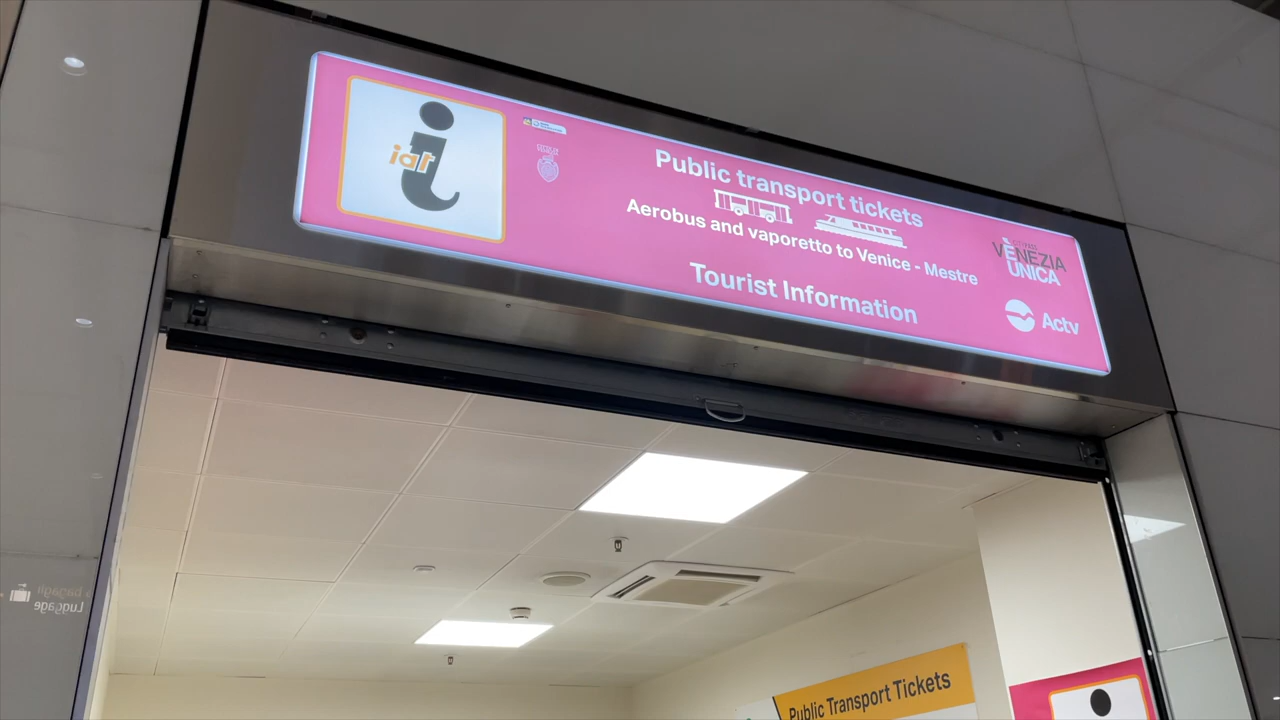 iat
Public transport tickets
Aerobus and vaporetto to Venice - Mestre
Tourist Information
CITYPASS
VENEZIA
UNICA
Actv
Luggage
Public Transport Tickets